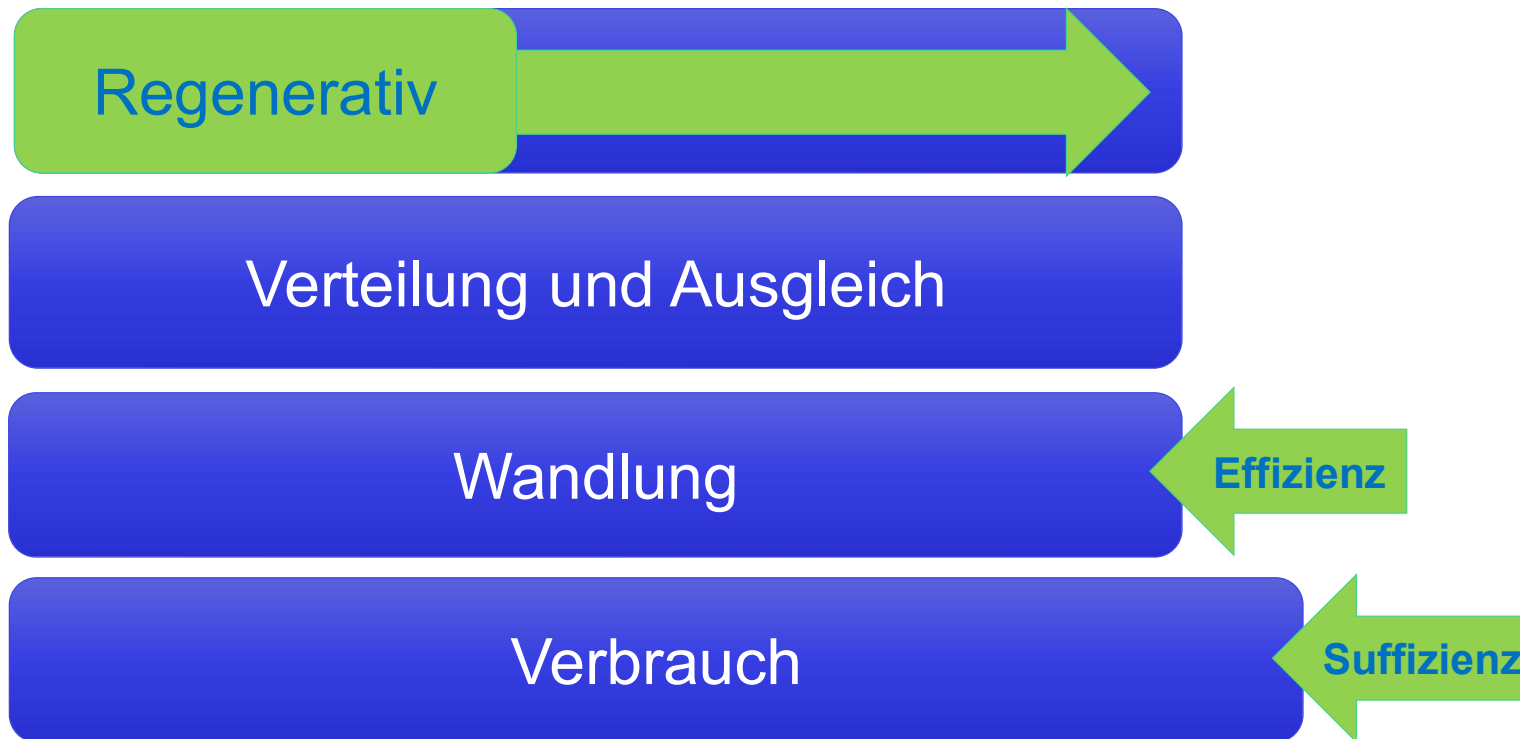 Regenerativ
Verteilung und Ausgleich
Wandlung
Effizienz
Verbrauch
Suffizienz